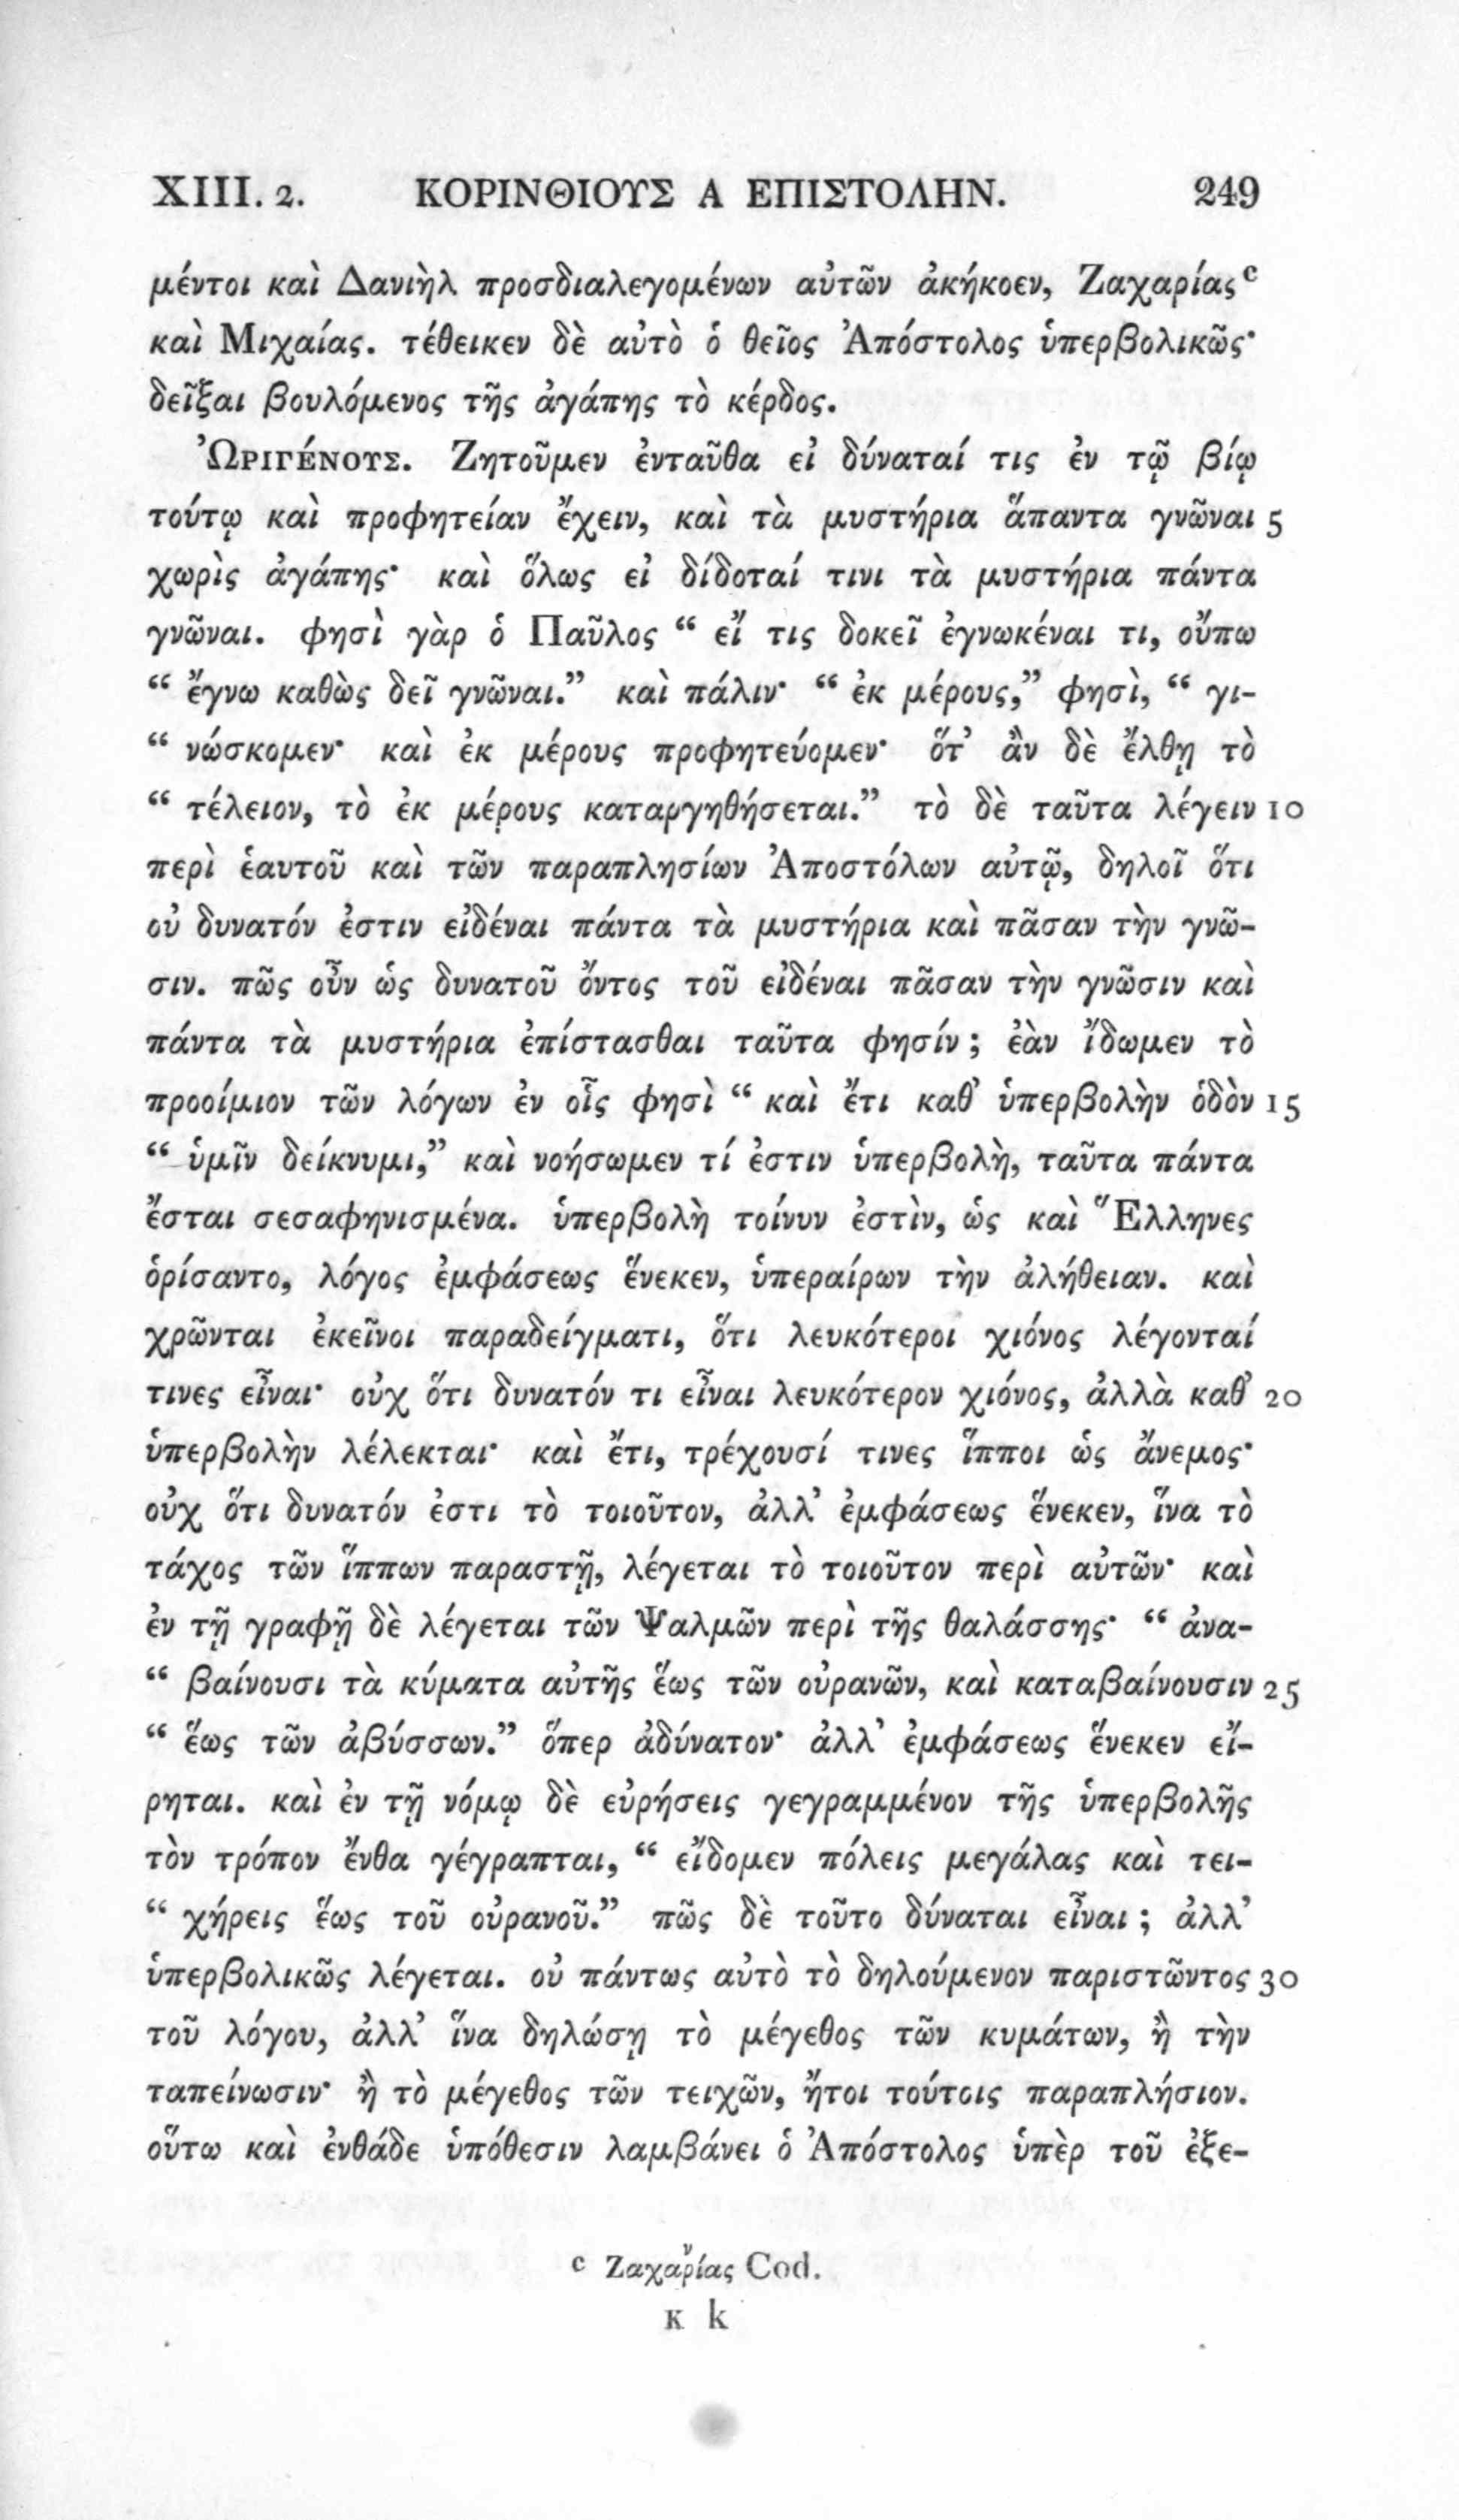 XIII. 2. ΚΟΡΙΝΘΙΟΥΣ Α ΕΠΙΣΤΟΛΗΝ. 249
μέντοι καὶ Δανιὴλ προσδιαλεγομένων αὐτῶν ἀκήκοεν, Ζαχαρίας c
καὶ Μιχαίας. τέθεικεν δὲ αὐτὸ ὁ θεῖος Ἀπόστολος ὑπερβολικῶς·
δεῖξαι βουλόμενος τῆς ἀγάπης τὸ κέρδος.
ὨΡΙΓΈΝΟΥΣ. Ζητοῦμεν ἐνταῦθα εἰ δύναταί τις ἐν τῷ βίῳ
τούτῳ καὶ προφητείαν ἔχειν, καὶ τὰ μυστήρια ἅπαντα γνῶναι 5
χωρὶς ἀγάπης· καὶ ὅλως εἰ δίδοταί τινι τὰ μυστήρια πάντα
γνῶναι. φησὶ γὰρ ὁ Παῦλος “ εἴ τις δοκεῖ ἐγνωκέναι τι, οὔπω
“ ἔγνω καθὼς δεῖ γνῶναι.” καὶ πάλιν· “ ἐκ μέρους,” φησὶ, “ γι-
“ νώσκομεν· καὶ ἐκ μέρους προφητεύομεν· ὅτ’ ἂν δὲ ἔλθῃ τὸ
“ τέλειον, τὸ ἐκ μέρους καταργηθήσεται.” τὸ δὲ ταῦτα λέγειν 10
περὶ ἑαυτοῦ καὶ τῶν παραπλησίων Ἀποστόλων αὐτῷ, δηλοῖ ὅτι
οὐ δυνατόν ἐστιν εἰδέναι πάντα τὰ μυστήρια καὶ πᾶσαν τὴν γνῶ-
σιν. πῶς οὖν ὡς δυνατοῦ ὄντος τοῦ εἰδέναι πᾶσαν τὴν γνῶσιν καὶ
πάντα τὰ μυστήρια ἐπίστασθαι ταῦτα φησίν ; ἐὰν ἴδωμεν τὸ
προοίμιον τῶν λόγων ἐν οἷς φησὶ “ καὶ ἔτι καθ’ ὑπερβολὴν ὁδὸν 15
“ ὑμῖν δείκνυμι,” καὶ νοήσωμεν τί ἐστιν ὑπερβολὴ, ταῦτα πάντα
ἔσται σεσαφηνισμένα. ὑπερβολὴ τοίνυν ἐστὶν, ὡς καὶ Ἕλληνες
ὁρίσαντο, λόγος ἐμφάσεως ἕνεκεν, ὑπεραίρων τὴν ἀλήθειαν. καὶ
χρῶνται ἐκεῖνοι παραδείγματι, ὅτι λευκότεροι χιόνος λέγονταί
τινες εἶναι· οὐχ ὅτι δυνατόν τι εἶναι λευκότερον χιόνος, ἀλλὰ καθ’ 20
ὑπερβολὴν λέλεκται· καὶ ἔτι, τρέχουσί τινες ἵπποι ὡς ἄνεμος·
οὐχ ὅτι δυνατόν ἐστι τὸ τοιοῦτον, ἀλλ’ ἐμφάσεως ἕνεκεν, ἵνα τὸ
τάχος τῶν ἵππων παραστῇ, λέγεται τὸ τοιοῦτον περὶ αὐτῶν· καὶ
ἐν τῇ γραφῇ δὲ λέγεται τῶν Ψαλμῶν περὶ τῆς θαλάσσης· “ ἀνα-
“ βαίνουσι τὰ κύματα αὐτῆς ἕως τῶν οὐρανῶν, καὶ καταβαίνουσιν 25
“ ἕως τῶν ἀβύσσων.” ὅπερ ἀδύνατον· ἀλλ’ ἐμφάσεως ἕνεκεν εἴ-
ρηται. καὶ ἐν τῇ νόμῳ δὲ εὑρήσεις γεγραμμένον τῆς ὑπερβολῆς
τὸν τρόπον ἔνθα γέγραπται, “ εἴδομεν πόλεις μεγάλας καὶ τει-
“ χήρεις ἕως τοῦ οὐρανοῦ.” πῶς δὲ τοῦτο δύναται εἶναι ; ἀλλ’
ὑπερβολικῶς λέγεται. οὐ πάντως αὐτὸ τὸ δηλούμενον παριστῶντος 30
τοῦ λόγου, ἀλλ’ ἵνα δηλώσῃ τὸ μέγεθος τῶν κυμάτων, ἢ τὴν
ταπείνωσιν· ἢ τὸ μέγεθος τῶν τειχῶν, ἤτοι τούτοις παραπλήσιον.
οὕτω καὶ ἐνθάδε ὑπόθεσιν λαμβάνει ὁ Ἀπόστολος ὑπὲρ τοῦ ἐξε-
c Ζαχαρίας Cod.
K k